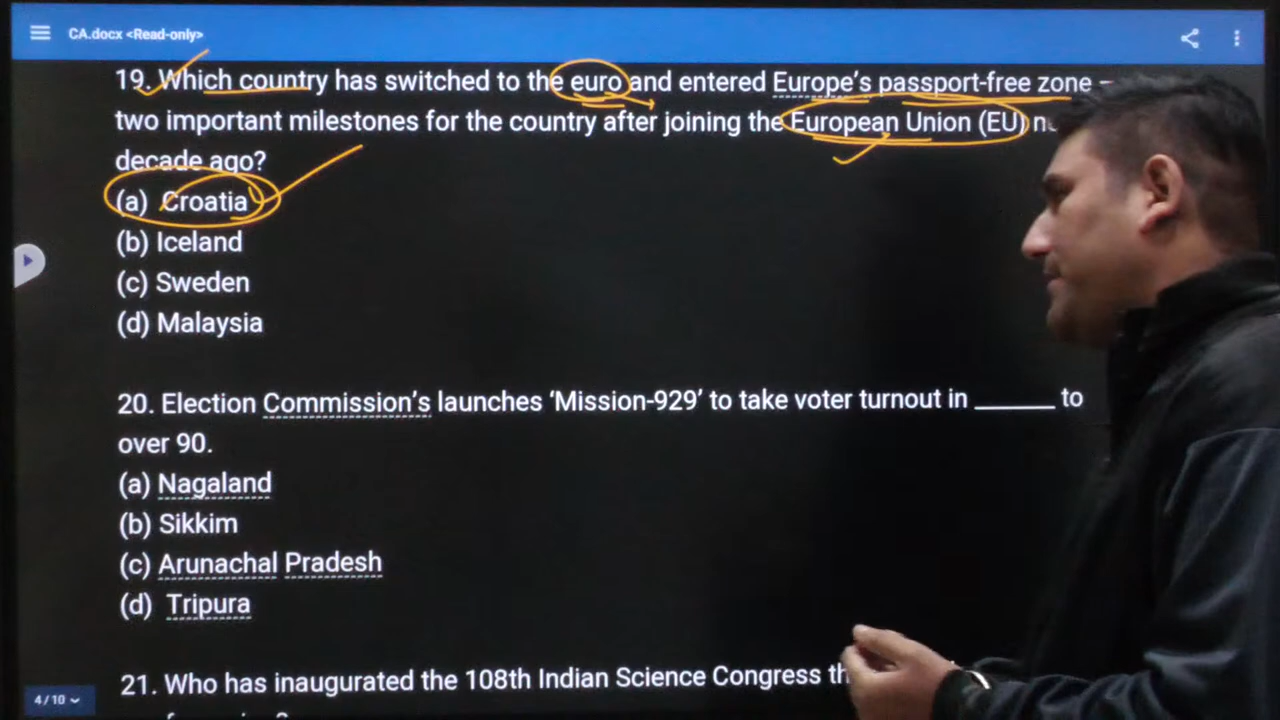 CA.docx <Read-only>
19. Which country has switched to the euro and entered Europe's passport-free zone –
two important milestones for the country after joining the European Union (EU)
decade ago?
(a) Croatia
(b) Iceland
(c) Sweden
(d) Malaysia
20. Election Commission's launches 'Mission-929' to take voter turnout in ______ to
over 90.
(a) Nagaland
(b) Sikkim
(c) Arunachal Pradesh
(d) Tripura
21. Who has inaugurated the 108th Indian Science Congress
4/10